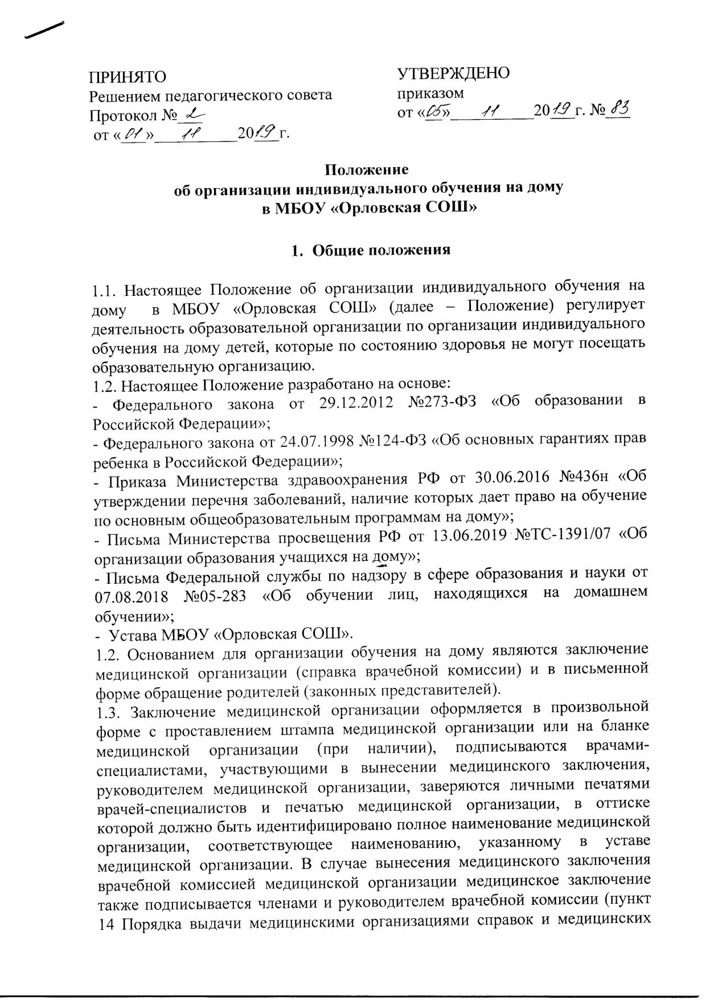 ПРИНЯТО
Решением педагогического совета
Протокол № 2
от «01» 11 2019 г.
УТВЕРЖДЕНО
приказом
от «05» 11 2019 г. № 83
Положение
об организации индивидуального обучения на дому
в МБОУ «Орловская СОШ»
1. Общие положения
1.1. Настоящее Положение об организации индивидуального обучения на
дому в МБОУ «Орловская СОШ» (далее – Положение) регулирует
деятельность образовательной организации по организации индивидуального
обучения на дому детей, которые по состоянию здоровья не могут посещать
образовательную организацию.
1.2. Настоящее Положение разработано на основе:
- Федерального закона от 29.12.2012 №273-ФЗ «Об образовании в
Российской Федерации»;
- Федерального закона от 24.07.1998 №124-ФЗ «Об основных гарантиях прав
ребенка в Российской Федерации»;
- Приказа Министерства здравоохранения РФ от 30.06.2016 №436н «Об
утверждении перечня заболеваний, наличие которых дает право на обучение
по основным общеобразовательным программам на дому»;
- Письма Министерства просвещения РФ от 13.06.2019 №ТС-1391/07 «Об
организации образования учащихся на дому»;
- Письма Федеральной службы по надзору в сфере образования и науки от
07.08.2018 №05-283 «Об обучении лиц, находящихся на домашнем
обучении»;
- Устава МБОУ «Орловская СОШ».
1.2. Основанием для организации обучения на дому являются заключение
медицинской организации (справка врачебной комиссии) и в письменной
форме обращение родителей (законных представителей).
1.3. Заключение медицинской организации оформляется в произвольной
форме с проставлением штампа медицинской организации или на бланке
медицинской организации (при наличии), подписываются врачами-
специалистами, участвующими в вынесении медицинского заключения,
руководителем медицинской организации, заверяются личными печатями
врачей-специалистов и печатью медицинской организации, в оттиске
которой должно быть идентифицировано полное наименование медицинской
организации, соответствующее наименованию, указанному в уставе
медицинской организации. В случае вынесения медицинского заключения
врачебной комиссией медицинской организации медицинское заключение
также подписывается членами и руководителем врачебной комиссии (пункт
14 Порядка выдачи медицинскими организациями справок и медицинских